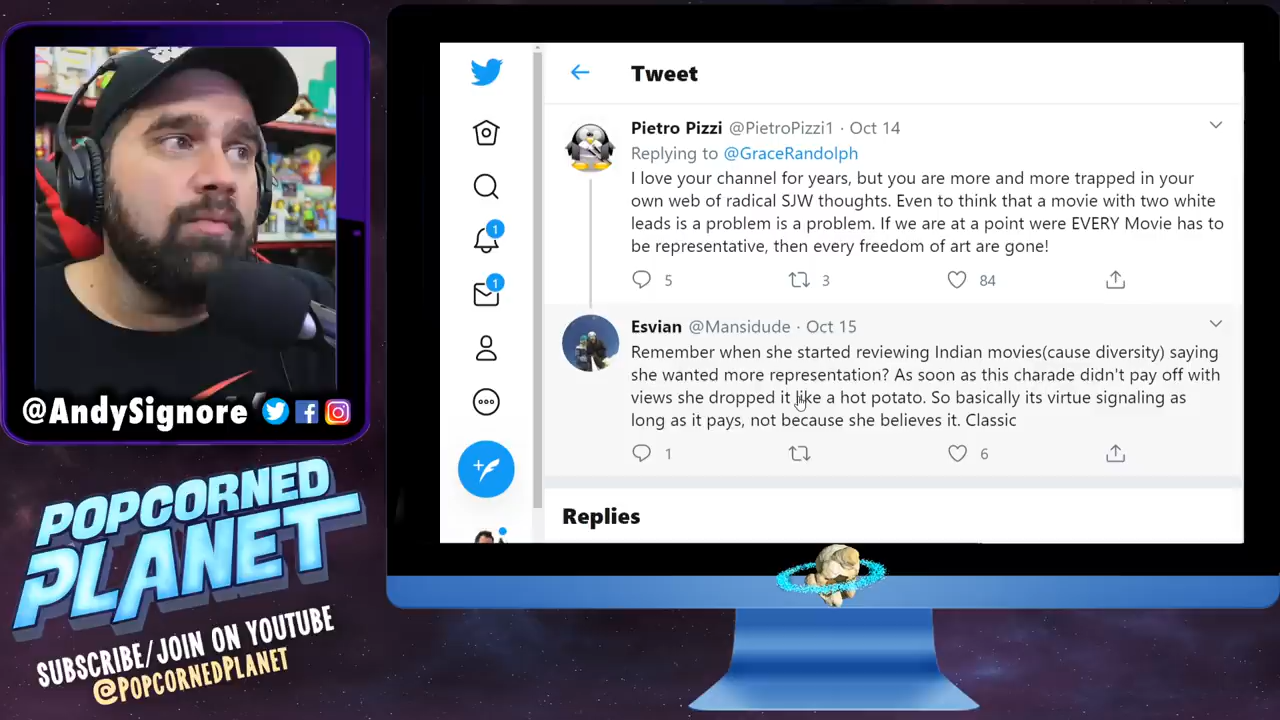 @AndySignore
POPCORNED
PLANET
SUBSCRIBE/JOIN ON YOUTUBE
@POPCORNEDPLANET
Tweet
Pietro Pizzi @PietroPizzi1 · Oct 14
Replying to @GraceRandolph
I love your channel for years, but you are more and more trapped in your
own web of radical SJW thoughts. Even to think that a movie with two white
leads is a problem is a problem. If we are at a point were EVERY Movie has to
be representative, then every freedom of art are gone!
5 3 84
Esvian @Mansidude · Oct 15
Remember when she started reviewing Indian movies(cause diversity) saying
she wanted more representation? As soon as this charade didn't pay off with
views she dropped it like a hot potato. So basically its virtue signaling as
long as it pays, not because she believes it. Classic
1 6
Replies
1
1